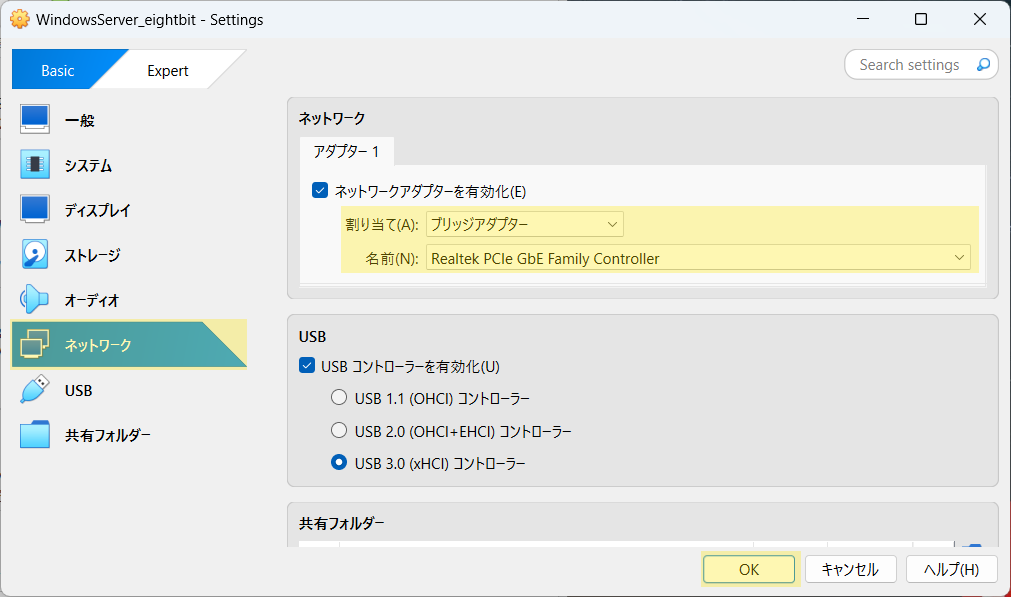 WindowsServer_eightbit - Settings
Basic
Expert
Search settings
一般
システム
ディスプレイ
ストレージ
オーディオ
ネットワーク
USB
共有フォルダー
ネットワーク
アダプター 1
ネットワークアダプターを有効化(E)
割り当て(A): ブリッジアダプター
名前(N): Realtek PCIe GbE Family Controller
USB
USB コントローラーを有効化(U)
USB 1.1 (OHCI) コントローラー
USB 2.0 (OHCI+EHCI) コントローラー
USB 3.0 (xHCI) コントローラー
共有フォルダー
OK
キャンセル
ヘルプ(H)